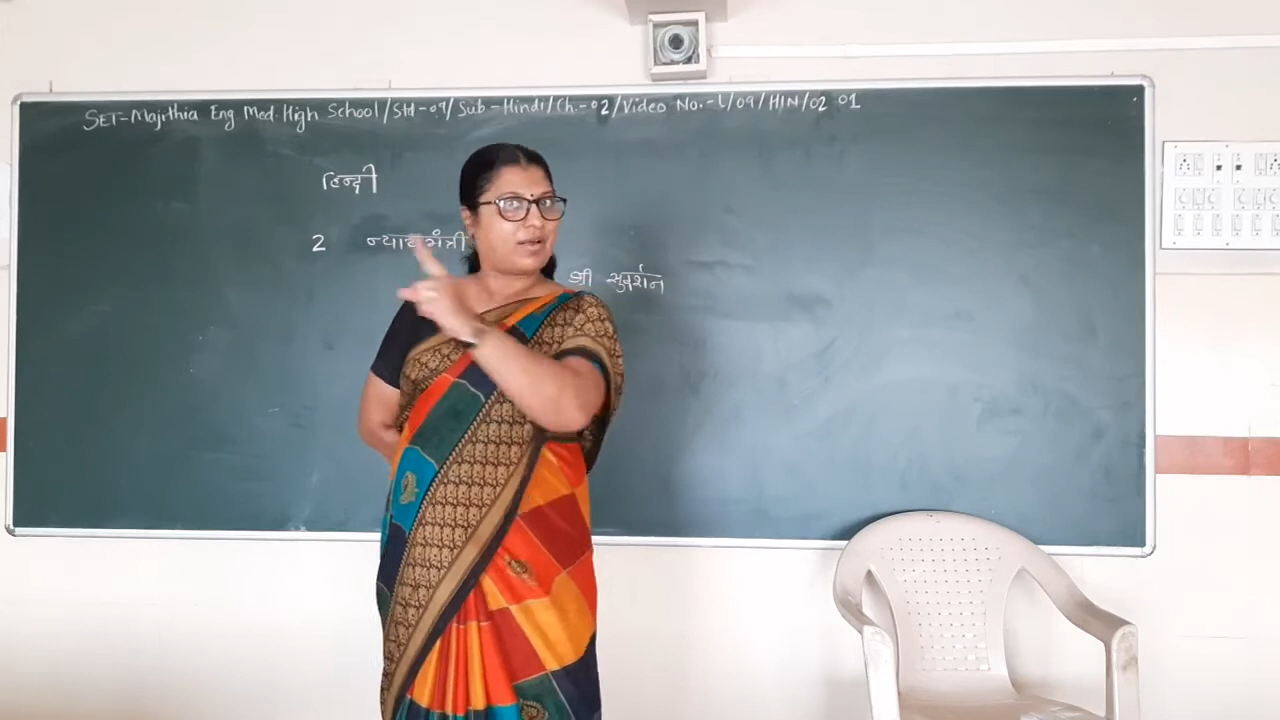 SET-Majithia Eng Med. High School/Std-09/Sub-Hindi/Ch.-02/Video No.-L/09/HIN/02 01
हिन्दी
2 न्यायमंत्री
श्री सुदर्शन